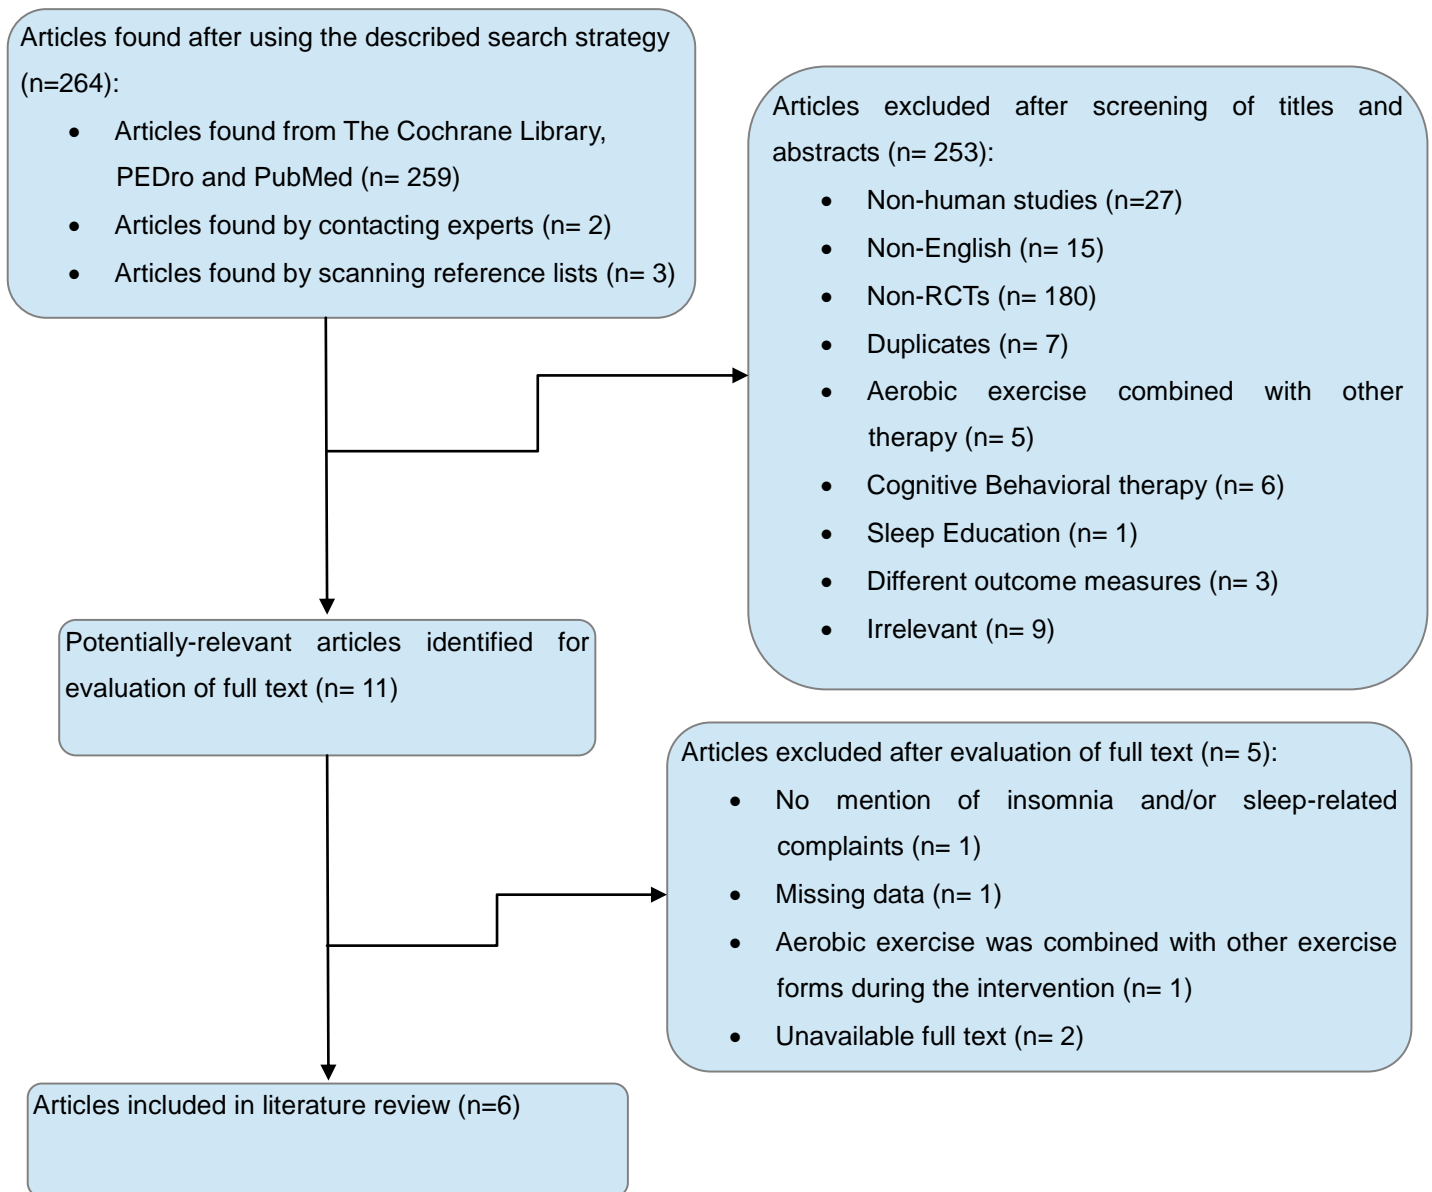 Articles found after using the described search strategy
(n=264):
• Articles found from The Cochrane Library,
PEDro and PubMed (n= 259)
• Articles found by contacting experts (n= 2)
• Articles found by scanning reference lists (n= 3)
Articles excluded after screening of titles and
abstracts (n= 253):
• Non-human studies (n=27)
• Non-English (n= 15)
• Non-RCTs (n= 180)
• Duplicates (n= 7)
• Aerobic exercise combined with other
therapy (n= 5)
• Cognitive Behavioral therapy (n= 6)
• Sleep Education (n= 1)
• Different outcome measures (n= 3)
• Irrelevant (n= 9)
Potentially-relevant articles identified for
evaluation of full text (n= 11)
Articles excluded after evaluation of full text (n= 5):
• No mention of insomnia and/or sleep-related
complaints (n= 1)
• Missing data (n= 1)
• Aerobic exercise was combined with other exercise
forms during the intervention (n= 1)
• Unavailable full text (n= 2)
Articles included in literature review (n=6)